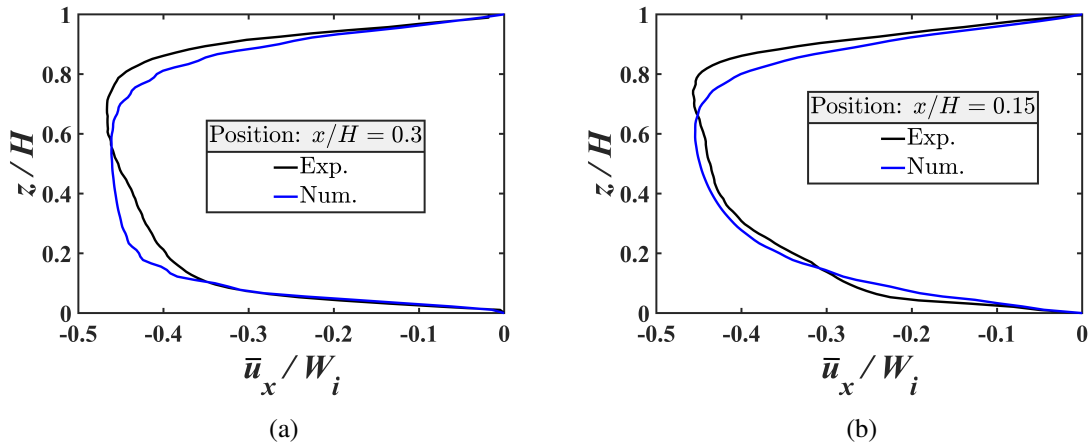 1
0.8
0.6
0.4
0.2
0
z/H
Position: x/H = 0.3
Exp.
Num.
-0.5 -0.4 -0.3 -0.2 -0.1 0
u̅_x/W_i
(a)
1
0.8
0.6
0.4
0.2
0
z/H
Position: x/H = 0.15
Exp.
Num.
-0.5 -0.4 -0.3 -0.2 -0.1 0
u̅_x/W_i
(b)